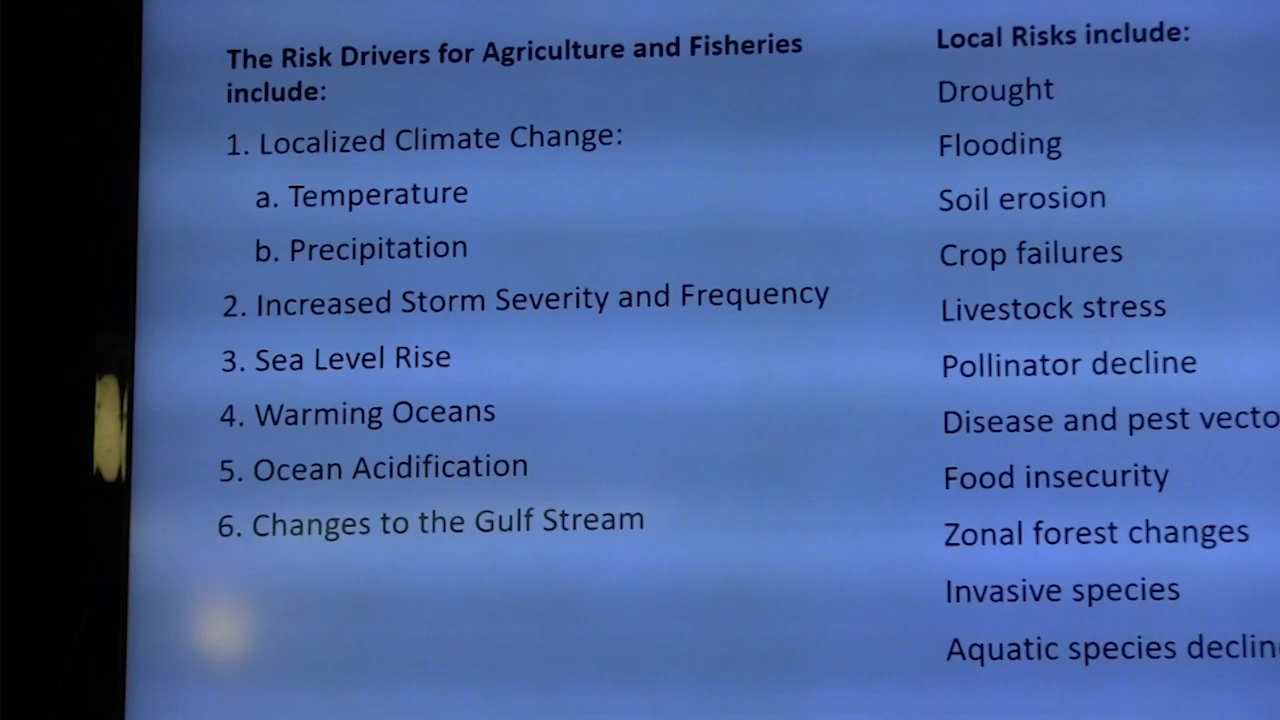 The Risk Drivers for Agriculture and Fisheries
include:
1. Localized Climate Change:
a. Temperature
b. Precipitation
2. Increased Storm Severity and Frequency
3. Sea Level Rise
4. Warming Oceans
5. Ocean Acidification
6. Changes to the Gulf Stream
Local Risks include:
Drought
Flooding
Soil erosion
Crop failures
Livestock stress
Pollinator decline
Disease and pest
Food insecurity
Zonal forest changes
Invasive species
Aquatic species